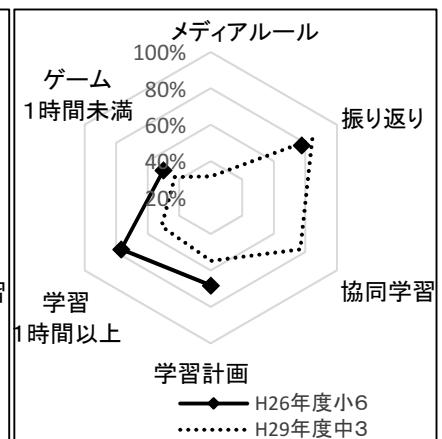 メディアルール
100%
80%
60%
40%
20%
振り返り
協同学習
学習計画
学習
1時間以上
ゲーム
1時間未満
習
H26年度小6
H29年度中3